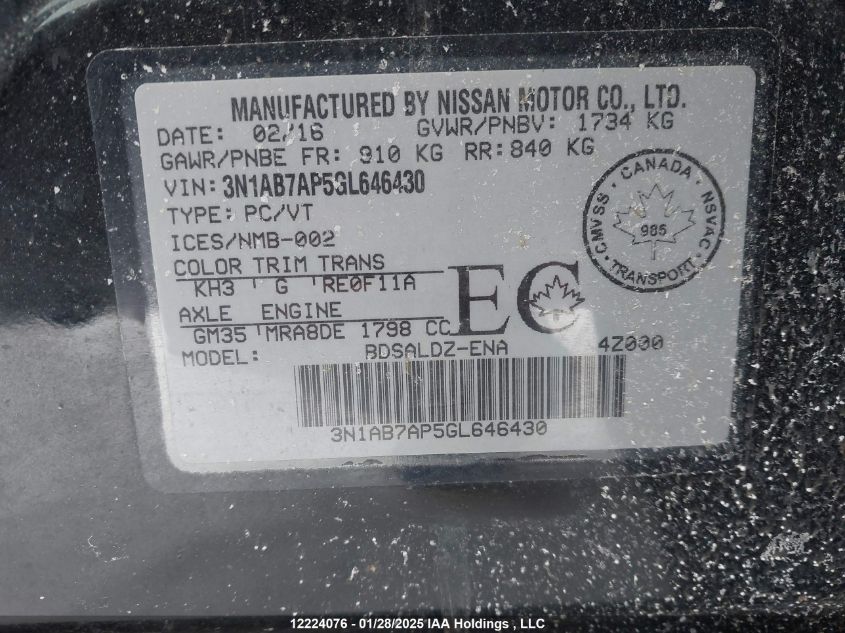 MANUFACTURED BY NISSAN MOTOR CO., LTD.
DATE: 02/16 GVWR/PNBV: 1734 KG
GAWR/PNBE FR: 910 KG RR: 840 KG
VIN: 3N1AB7AP5GL646430
TYPE: PC/VT
ICES/NMB-002
COLOR TRIM TRANS
KH3 G RE0F11A
AXLE ENGINE
GM35 MRA8DE 1798 CC
EC
MODEL: BDSALDZ-ENA 4Z000
3N1AB7AP5GL646430
CANADA
CMVSS NSVAC
985
TRANSPORT
12224076 - 01/28/2025 IAA Holdings , LLC